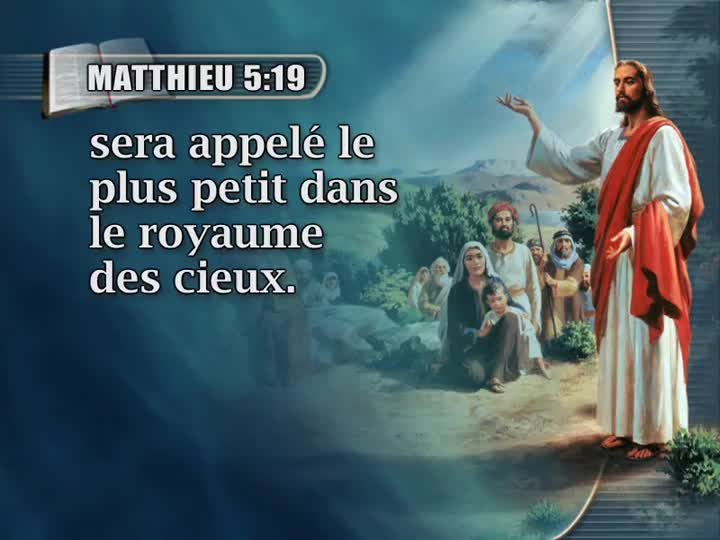 MATTHIEU 5:19
sera appelé le
plus petit dans
le royaume
des cieux.